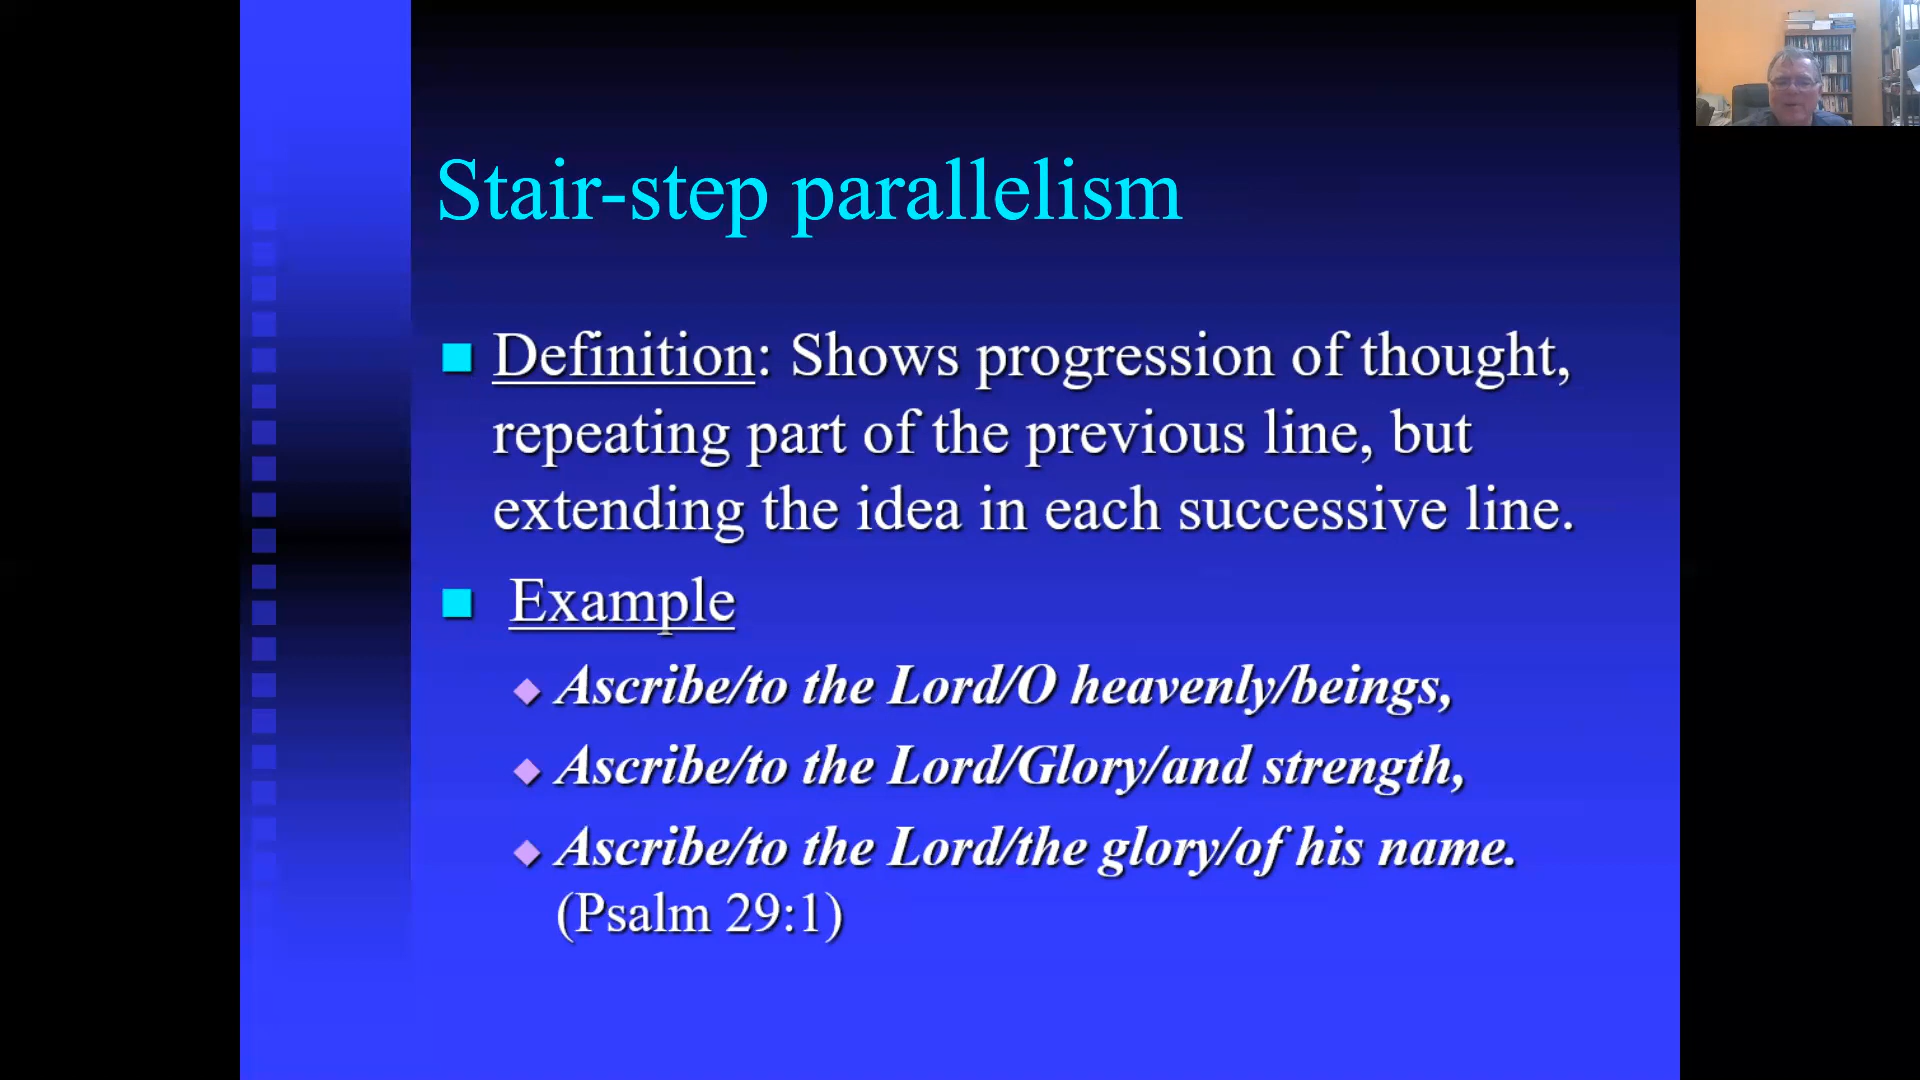 Stair-step parallelism
Definition: Shows progression of thought,
repeating part of the previous line, but
extending the idea in each successive line.
Example
Ascribe/to the Lord/O heavenly/beings,
Ascribe/to the Lord/Glory/and strength,
Ascribe/to the Lord/the glory/of his name.
(Psalm 29:1)